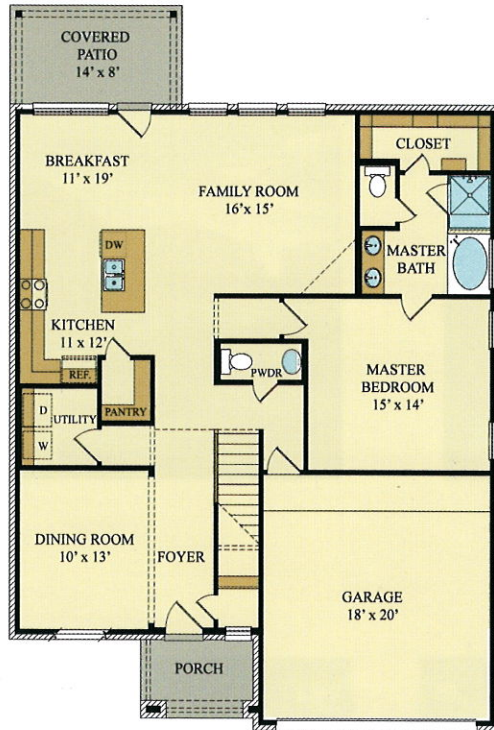 COVERED
PATIO
14' x 8'
CLOSET
BREAKFAST
11' x 19'
FAMILY ROOM
16' x 15'
DW
MASTER
BATH
KITCHEN
11 x 12'
REF.
PWDR
MASTER
BEDROOM
15' x 14'
PANTRY
D
UTILITY
W
DINING ROOM
10' x 13'
FOYER
GARAGE
18' x 20'
PORCH